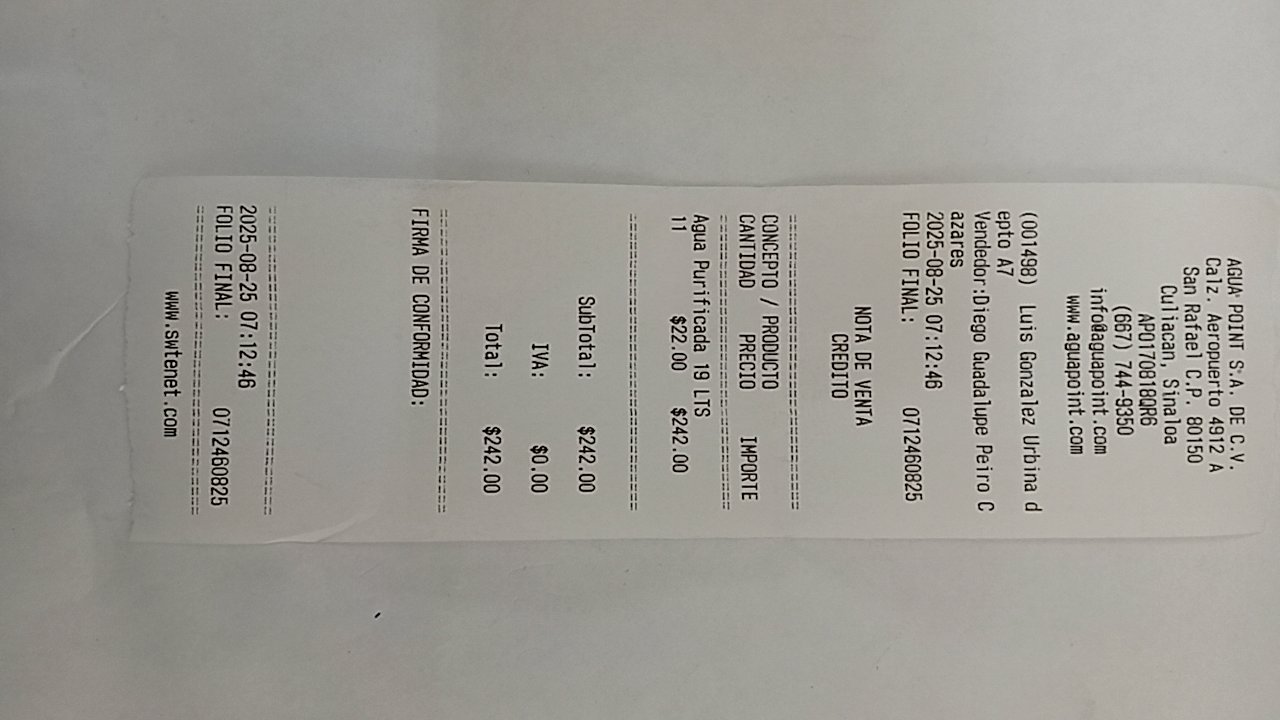 AGUA POINT S.A. DE C.V.
Calz. Aeropuerto 4912 A
San Rafael C.P. 80150
Culiacan, Sinaloa
APO170818QR6
(667) 744-9350
info@aguapoint.com
www.aguapoint.com
(001498) Luis Gonzalez Urbina d
epto A7
Vendedor:Diego Guadalupe Peiro C
azares
2025-08-25 07:12:46
FOLIO FINAL: 0712460825
NOTA DE VENTA
CREDITO
--------------------------------
CONCEPTO / PRODUCTO
CANTIDAD PRECIO IMPORTE
--------------------------------
Agua Purificada 19 LTS
11 $22.00 $242.00
--------------------------------
SubTotal: $242.00
IVA: $0.00
Total: $242.00
--------------------------------
FIRMA DE CONFORMIDAD:
--------------------------------
2025-08-25 07:12:46
FOLIO FINAL: 0712460825
--------------------------------
www.swtenet.com